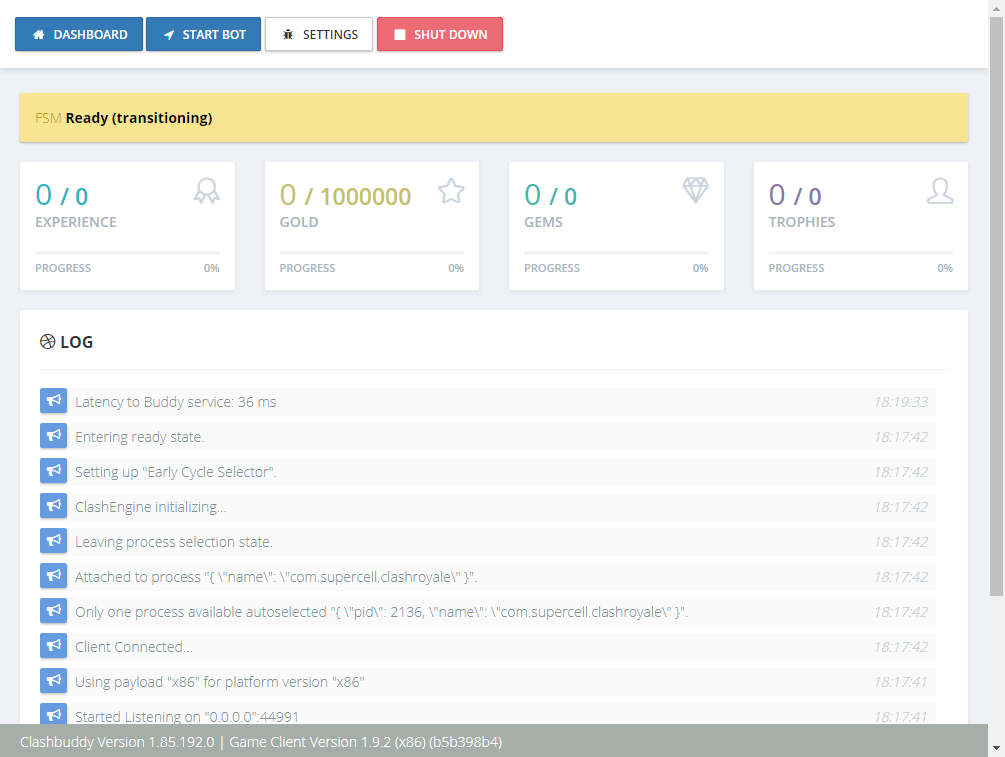 DASHBOARD START BOT SETTINGS SHUT DOWN
FSM Ready (transitioning)
0 / 0
EXPERIENCE
PROGRESS 0%
0 / 1000000
GOLD
PROGRESS 0%
0 / 0
GEMS
PROGRESS 0%
0 / 0
TROPHIES
PROGRESS 0%
LOG
Latency to Buddy service: 36 ms 18:19:33
Entering ready state. 18:17:42
Setting up "Early Cycle Selector". 18:17:42
ClashEngine initializing... 18:17:42
Leaving process selection state. 18:17:42
Attached to process "{ \"name\": \"com.supercell.clashroyale\" }". 18:17:42
Only one process available autoselected "{ \"pid\": 2136, \"name\": \"com.supercell.clashroyale\" }". 18:17:42
Client Connected... 18:17:42
Using payload "x86" for platform version "x86" 18:17:41
Started Listening on "0.0.0.0":44991 18:17:41
Clashbuddy Version 1.85.192.0 | Game Client Version 1.9.2 (x86) (b5b398b4)